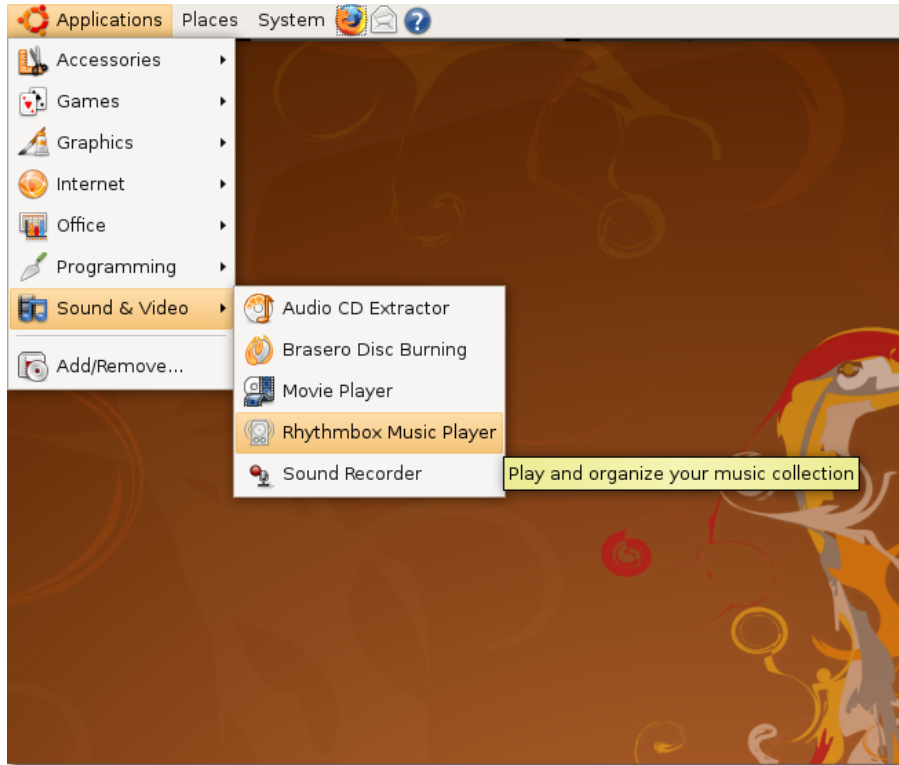 Applications Places System
Accessories
Games
Graphics
Internet
Office
Programming
Sound & Video
Add/Remove...
Audio CD Extractor
Brasero Disc Burning
Movie Player
Rhythmbox Music Player
Sound Recorder
Play and organize your music collection